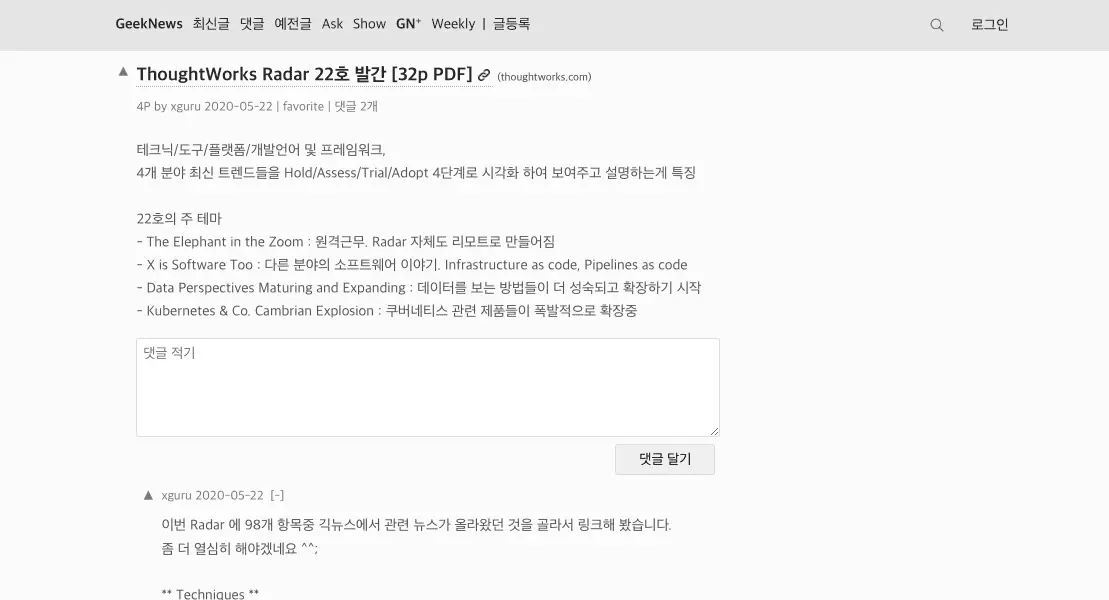 GeekNews 최신글 댓글 예전글 Ask Show GN+ Weekly | 글등록 로그인
▲ ThoughtWorks Radar 22호 발간 [32p PDF] (thoughtworks.com)
4P by xguru 2020-05-22 | favorite | 댓글 2개
테크닉/도구/플랫폼/개발언어 및 프레임워크,
4개 분야 최신 트렌드들을 Hold/Assess/Trial/Adopt 4단계로 시각화 하여 보여주고 설명하는게 특징
22호의 주 테마
- The Elephant in the Zoom : 원격근무. Radar 자체도 리모트로 만들어짐
- X is Software Too : 다른 분야의 소프트웨어 이야기. Infrastructure as code, Pipelines as code
- Data Perspectives Maturing and Expanding : 데이터를 보는 방법들이 더 성숙되고 확장하기 시작
- Kubernetes & Co. Cambrian Explosion : 쿠버네티스 관련 제품들이 폭발적으로 확장중
댓글 적기
댓글 달기
▲ xguru 2020-05-22 [-]
이번 Radar 에 98개 항목중 긱뉴스에서 관련 뉴스가 올라왔던 것을 골라서 링크해 봤습니다.
좀 더 열심히 해야겠네요 ^^;
** Techniques **